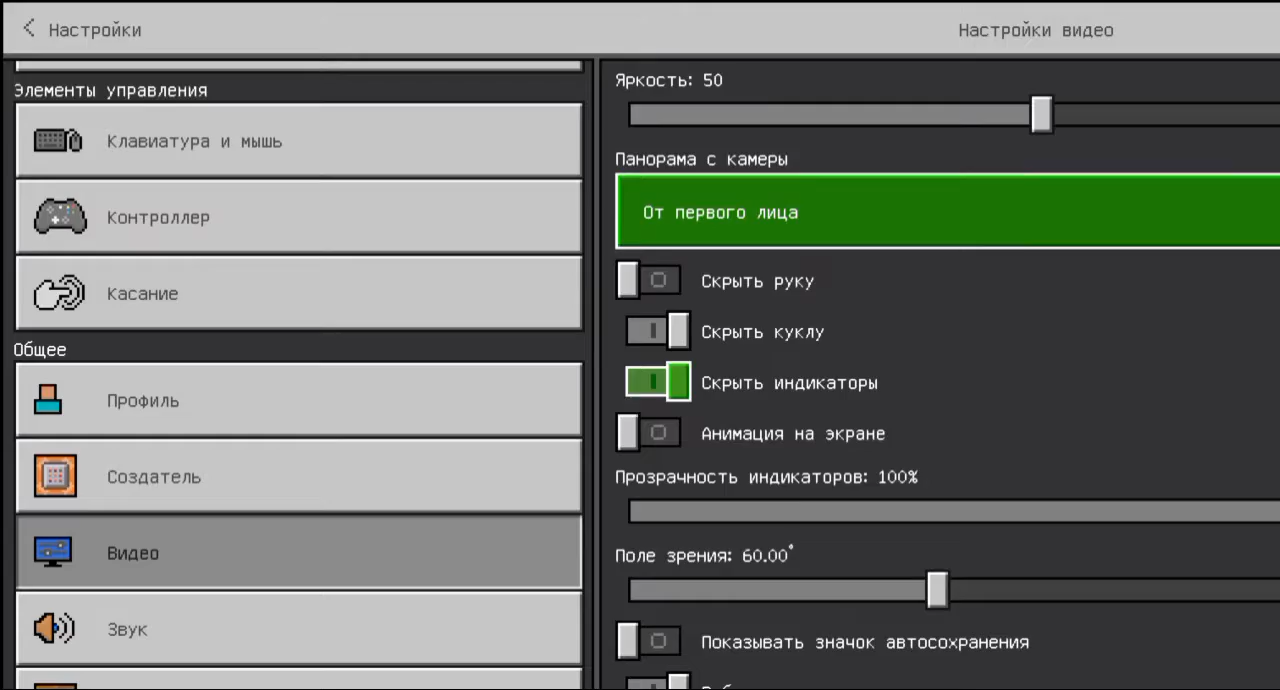 Настройки
Настройки видео
Элементы управления
Клавиатура и мышь
Контроллер
Касание
Общее
Профиль
Создатель
Видео
Звук
Яркость: 50
Панорама с камеры
От первого лица
Скрыть руку
Скрыть куклу
Скрыть индикаторы
Анимация на экране
Прозрачность индикаторов: 100%
Поле зрения: 60.00°
Показывать значок автосохранения